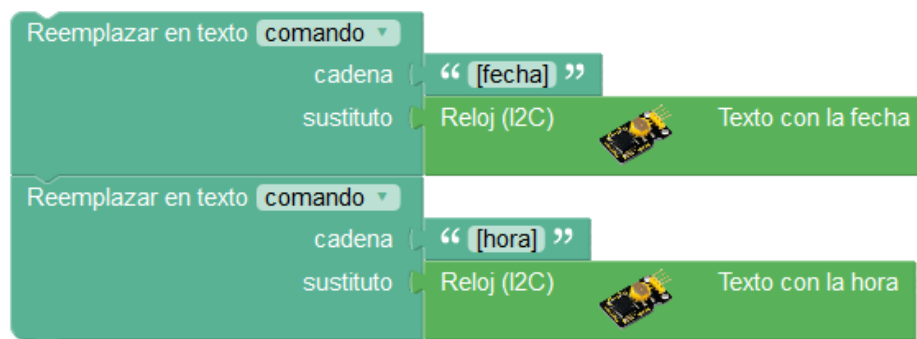 Reemplazar en texto comando
cadena “ [fecha] ”
sustituto Reloj (I2C) Texto con la fecha
Reemplazar en texto comando
cadena “ [hora] ”
sustituto Reloj (I2C) Texto con la hora